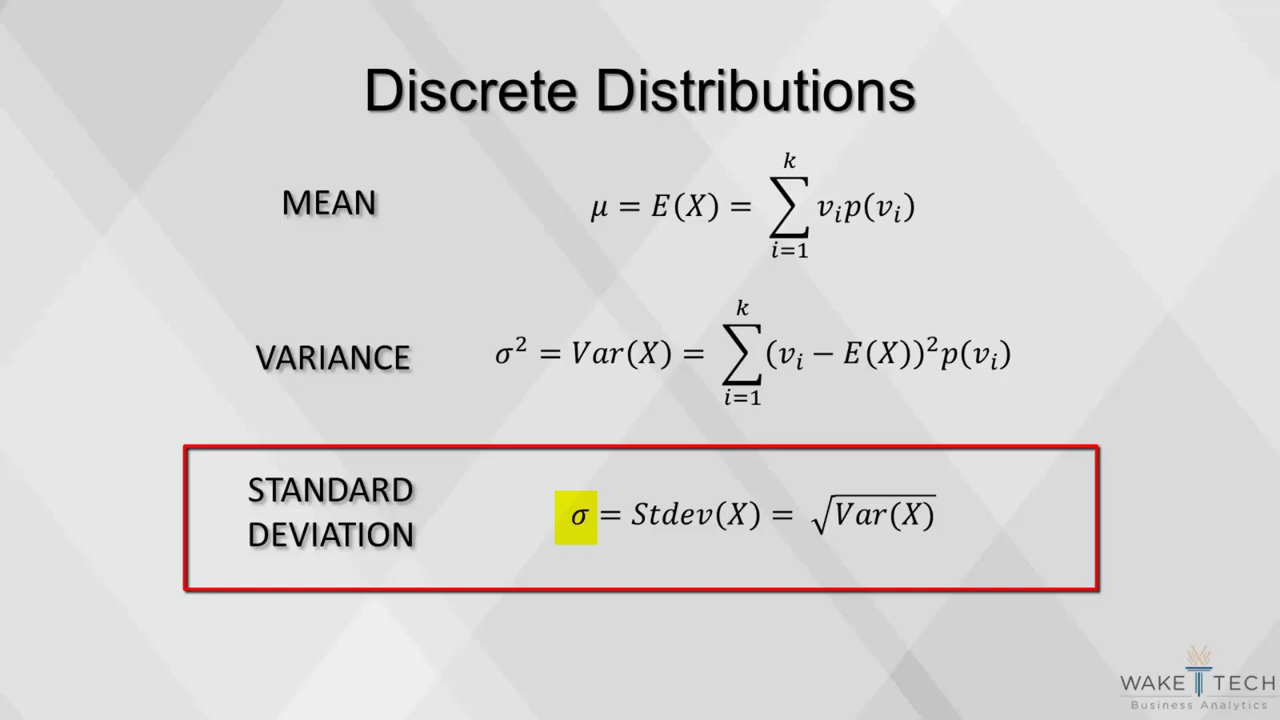 Discrete Distributions
MEAN
μ = E(X) = ∑_{i=1}^{k} v_i p(v_i)
VARIANCE
σ² = Var(X) = ∑_{i=1}^{k} (v_i − E(X))² p(v_i)
STANDARD
DEVIATION
σ = Stdev(X) = √Var(X)
WAKE TECH
Business Analytics